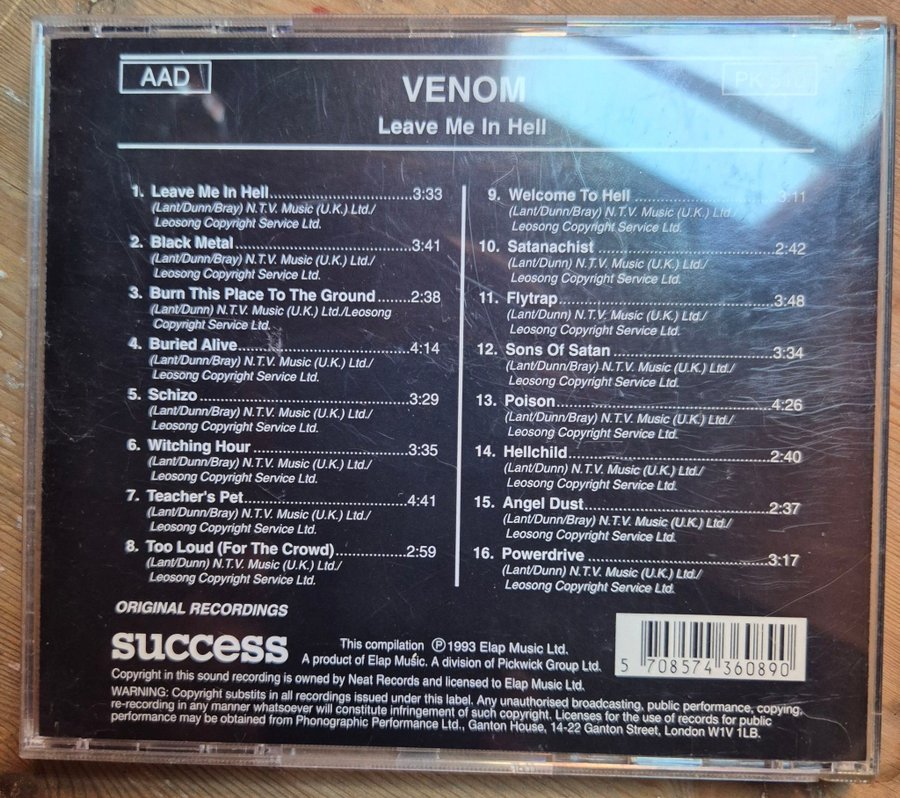 AAD
VENOM
Leave Me In Hell
1. Leave Me In Hell..............................3:33
(Lant/Dunn/Bray) N.T.V. Music (U.K.) Ltd./
Leosong Copyright Service Ltd.
2. Black Metal.....................................3:41
(Lant/Dunn/Bray) N.T.V. Music (U.K.) Ltd./
Leosong Copyright Service Ltd.
3. Burn This Place To The Ground.......2:38
(Lant/Dunn) N.T.V. Music (U.K.) Ltd./Leosong
Copyright Service Ltd.
4. Buried Alive....................................4:14
(Lant/Dunn/Bray) N.T.V. Music (U.K.) Ltd./
Leosong Copyright Service Ltd.
5. Schizo............................................3:29
(Lant/Dunn/Bray) N.T.V. Music (U.K.) Ltd./
Leosong Copyright Service Ltd.
6. Witching Hour.................................3:35
(Lant/Dunn/Bray) N.T.V. Music (U.K.) Ltd./
Leosong Copyright Service Ltd.
7. Teacher's Pet..................................4:41
(Lant/Dunn/Bray) N.T.V. Music (U.K.) Ltd./
Leosong Copyright Service Ltd.
8. Too Loud (For The Crowd)...............2:59
(Lant/Dunn) N.T.V. Music (U.K.) Ltd./
Leosong Copyright Service Ltd.
9. Welcome To Hell..............................3:11
(Lant/Dunn/Bray) N.T.V. Music (U.K.) Ltd./
Leosong Copyright Service Ltd.
10. Satanachist....................................2:42
(Lant/Dunn/Bray) N.T.V. Music (U.K.) Ltd./
Leosong Copyright Service Ltd.
11. Flytrap...........................................3:48
(Lant/Dunn/Bray) N.T.V. Music (U.K.) Ltd./
Leosong Copyright Service Ltd.
12. Sons Of Satan................................3:34
(Lant/Dunn/Bray) N.T.V. Music (U.K.) Ltd./
Leosong Copyright Service Ltd.
13. Poison...........................................4:26
(Lant/Dunn/Bray) N.T.V. Music (U.K.) Ltd./
Leosong Copyright Service Ltd.
14. Hellchild.........................................2:40
(Lant/Dunn) N.T.V. Music (U.K.) Ltd./
Leosong Copyright Service Ltd.
15. Angel Dust.....................................2:37
(Lant/Dunn/Bray) N.T.V. Music (U.K.) Ltd./
Leosong Copyright Service Ltd.
16. Powerdrive.....................................3:17
(Lant/Dunn) N.T.V. Music (U.K.) Ltd./
Leosong Copyright Service Ltd.
ORIGINAL RECORDINGS
success
This compilation ℗1993 Elap Music Ltd.
A product of Elap Music. A division of Pickwick Group Ltd.
Copyright in this sound recording is owned by Neat Records and licensed to Elap Music Ltd.
WARNING: Copyright substits in all recordings issued under this label. Any unauthorised broadcasting, public performance, copying,
re-recording in any manner whatsoever will constitute infringement of such copyright. Licenses for the use of records for public
performance may be obtained from Phonographic Performance Ltd., Ganton House, 14-22 Ganton Street, London W1V 1LB.
5 708574 360890